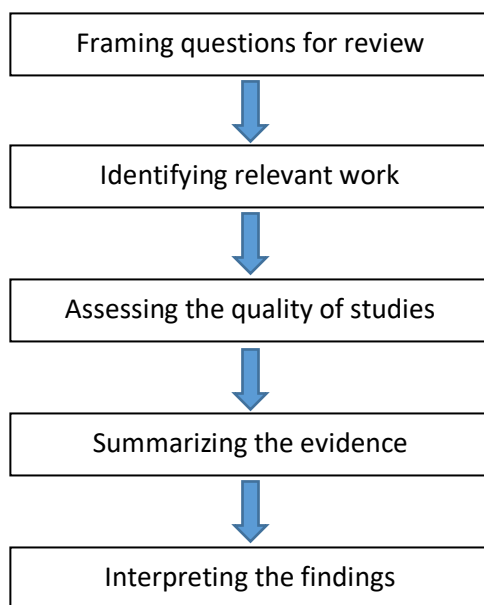 Framing questions for review
Identifying relevant work
Assessing the quality of studies
Summarizing the evidence
Interpreting the findings